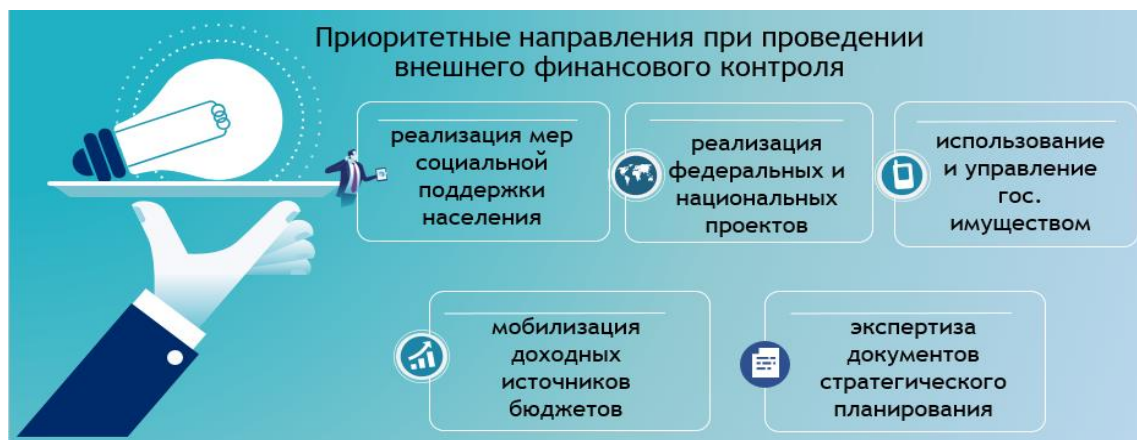 Приоритетные направления при проведении
внешнего финансового контроля
реализация мер
социальной
поддержки
населения
реализация
федеральных и
национальных
проектов
использование
и управление
гос.
имуществом
мобилизация
доходных
источников
бюджетов
экспертиза
документов
стратегического
планирования